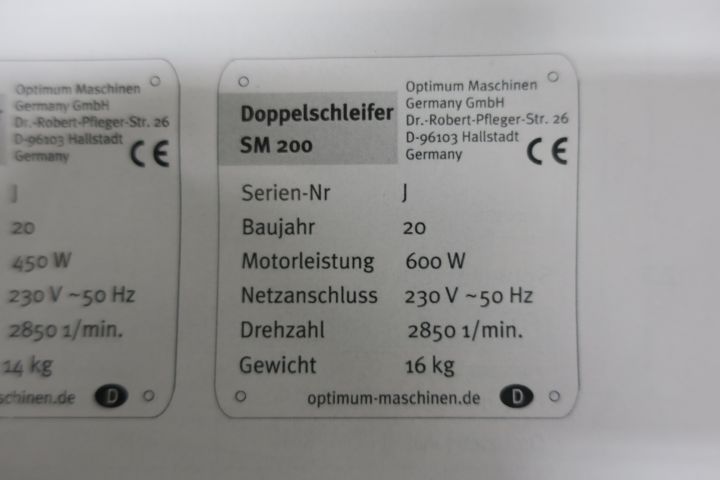 Optimum Maschinen
Germany GmbH
Dr.-Robert-Pfleger-Str. 26
D-96103 Hallstadt
Germany
CE
J
20
450 W
230 V ~50 Hz
2850 1/min.
14 kg
schinen.de D
Doppelschleifer
SM 200
Optimum Maschinen
Germany GmbH
Dr.-Robert-Pfleger-Str. 26
D-96103 Hallstadt
Germany
CE
Serien-Nr J
Baujahr 20
Motorleistung 600 W
Netzanschluss 230 V ~50 Hz
Drehzahl 2850 1/min.
Gewicht 16 kg
optimum-maschinen.de D